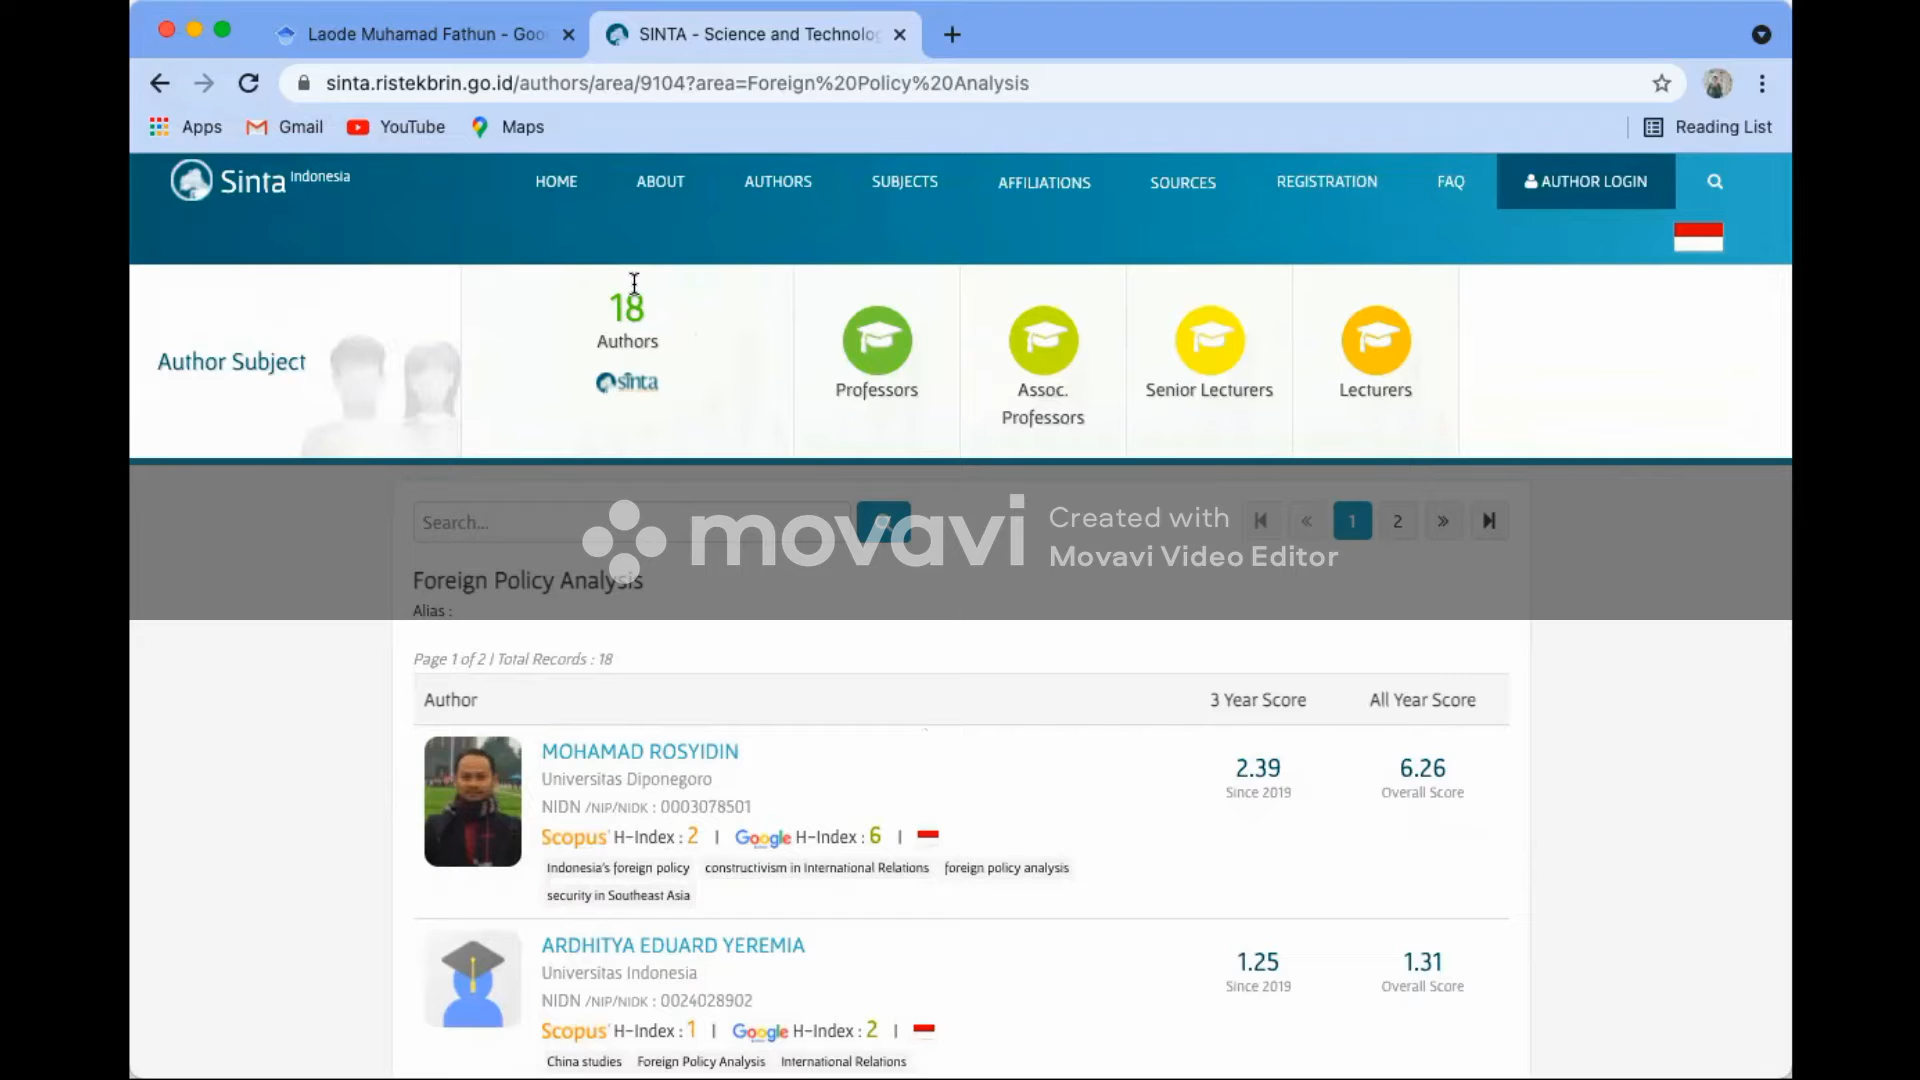 Laode Muhamad Fathun - Goo
SINTA - Science and Technolog
sinta.ristekbrin.go.id/authors/area/9104?area=Foreign%20Policy%20Analysis
Apps Gmail YouTube Maps Reading List
Sinta Indonesia HOME ABOUT AUTHORS SUBJECTS AFFILIATIONS SOURCES REGISTRATION FAQ AUTHOR LOGIN
Author Subject
18
Authors
sinta
Professors
Assoc.
Professors
Senior Lecturers
Lecturers
Search...
1 2
movavi
Created with
Movavi Video Editor
Foreign Policy Analysis
Alias :
Page 1 of 2 | Total Records : 18
Author 3 Year Score All Year Score
MOHAMAD ROSYIDIN
Universitas Diponegoro
NIDN /NIP/NIDK : 0003078501
Scopus H-Index : 2 | Google H-Index : 6 |
Indonesia's foreign policy constructivism in International Relations foreign policy analysis
security in Southeast Asia
2.39
Since 2019
6.26
Overall Score
ARDHITYA EDUARD YEREMIA
Universitas Indonesia
NIDN /NIP/NIDK : 0024028902
Scopus H-Index : 1 | Google H-Index : 2 |
China studies Foreign Policy Analysis International Relations
1.25
Since 2019
1.31
Overall Score